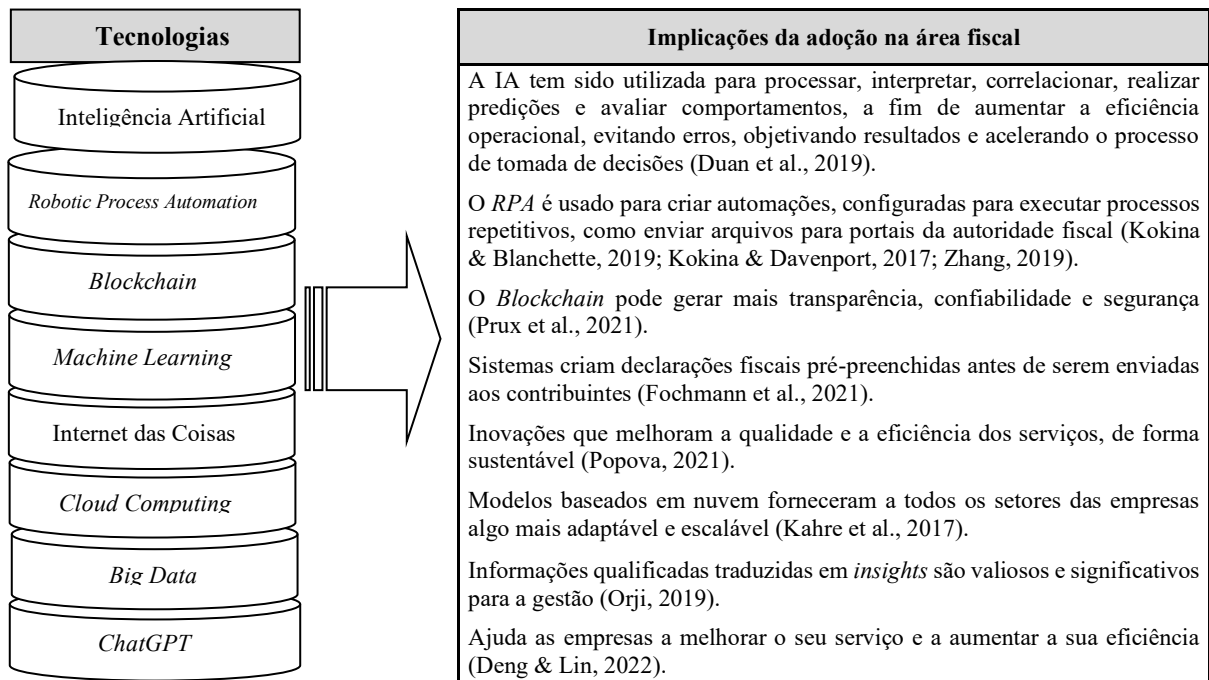 Tecnologias
Inteligência Artificial
Robotic Process Automation
Blockchain
Machine Learning
Internet das Coisas
Cloud Computing
Big Data
ChatGPT
Implicações da adoção na área fiscal
A IA tem sido utilizada para processar, interpretar, correlacionar, realizar
predições e avaliar comportamentos, a fim de aumentar a eficiência
operacional, evitando erros, objetivando resultados e acelerando o processo
de tomada de decisões (Duan et al., 2019).
O RPA é usado para criar automações, configuradas para executar processos
repetitivos, como enviar arquivos para portais da autoridade fiscal (Kokina
& Blanchette, 2019; Kokina & Davenport, 2017; Zhang, 2019).
O Blockchain pode gerar mais transparência, confiabilidade e segurança
(Prux et al., 2021).
Sistemas criam declarações fiscais pré-preenchidas antes de serem enviadas
aos contribuintes (Fochmann et al., 2021).
Inovações que melhoram a qualidade e a eficiência dos serviços, de forma
sustentável (Popova, 2021).
Modelos baseados em nuvem forneceram a todos os setores das empresas
algo mais adaptável e escalável (Kahre et al., 2017).
Informações qualificadas traduzidas em insights são valiosos e significativos
para a gestão (Orji, 2019).
Ajuda as empresas a melhorar o seu serviço e a aumentar a sua eficiência
(Deng & Lin, 2022).